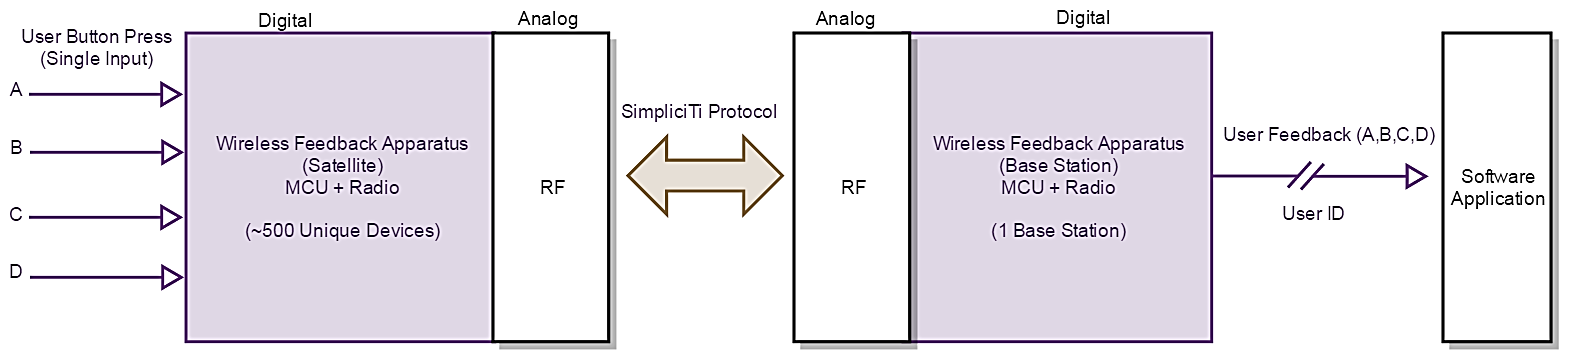 Digital
Analog
User Button Press
(Single Input)
A
B
C
D
Wireless Feedback Apparatus
(Satellite)
MCU + Radio
(~500 Unique Devices)
RF
SimpliciTi Protocol
Analog
Digital
RF
Wireless Feedback Apparatus
(Base Station)
MCU + Radio
(1 Base Station)
User Feedback (A,B,C,D)
User ID
Software
Application